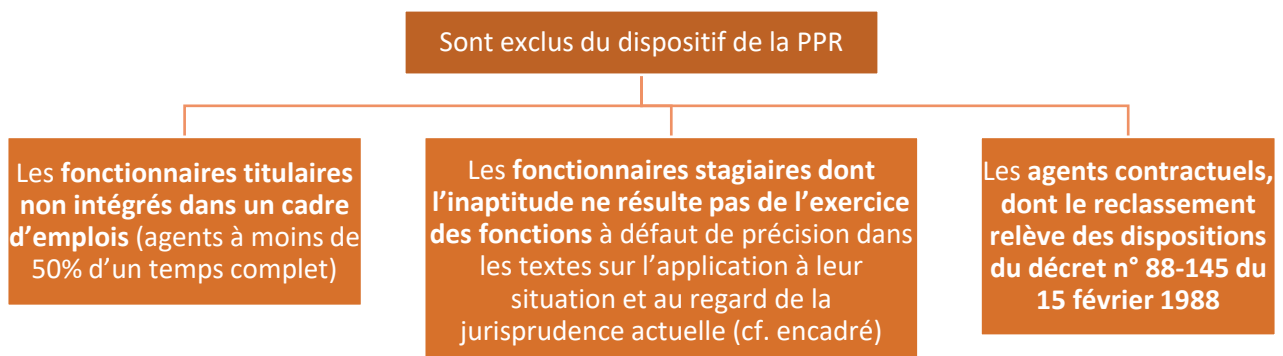 Sont exclus du dispositif de la PPR
Les fonctionnaires titulaires
non intégrés dans un cadre
d'emplois (agents à moins de
50% d'un temps complet)
Les fonctionnaires stagiaires dont
l'inaptitude ne résulte pas de l'exercice
des fonctions à défaut de précision dans
les textes sur l'application à leur
situation et au regard de la
jurisprudence actuelle (cf. encadré)
Les agents contractuels,
dont le reclassement
relève des dispositions
du décret n° 88-145 du
15 février 1988